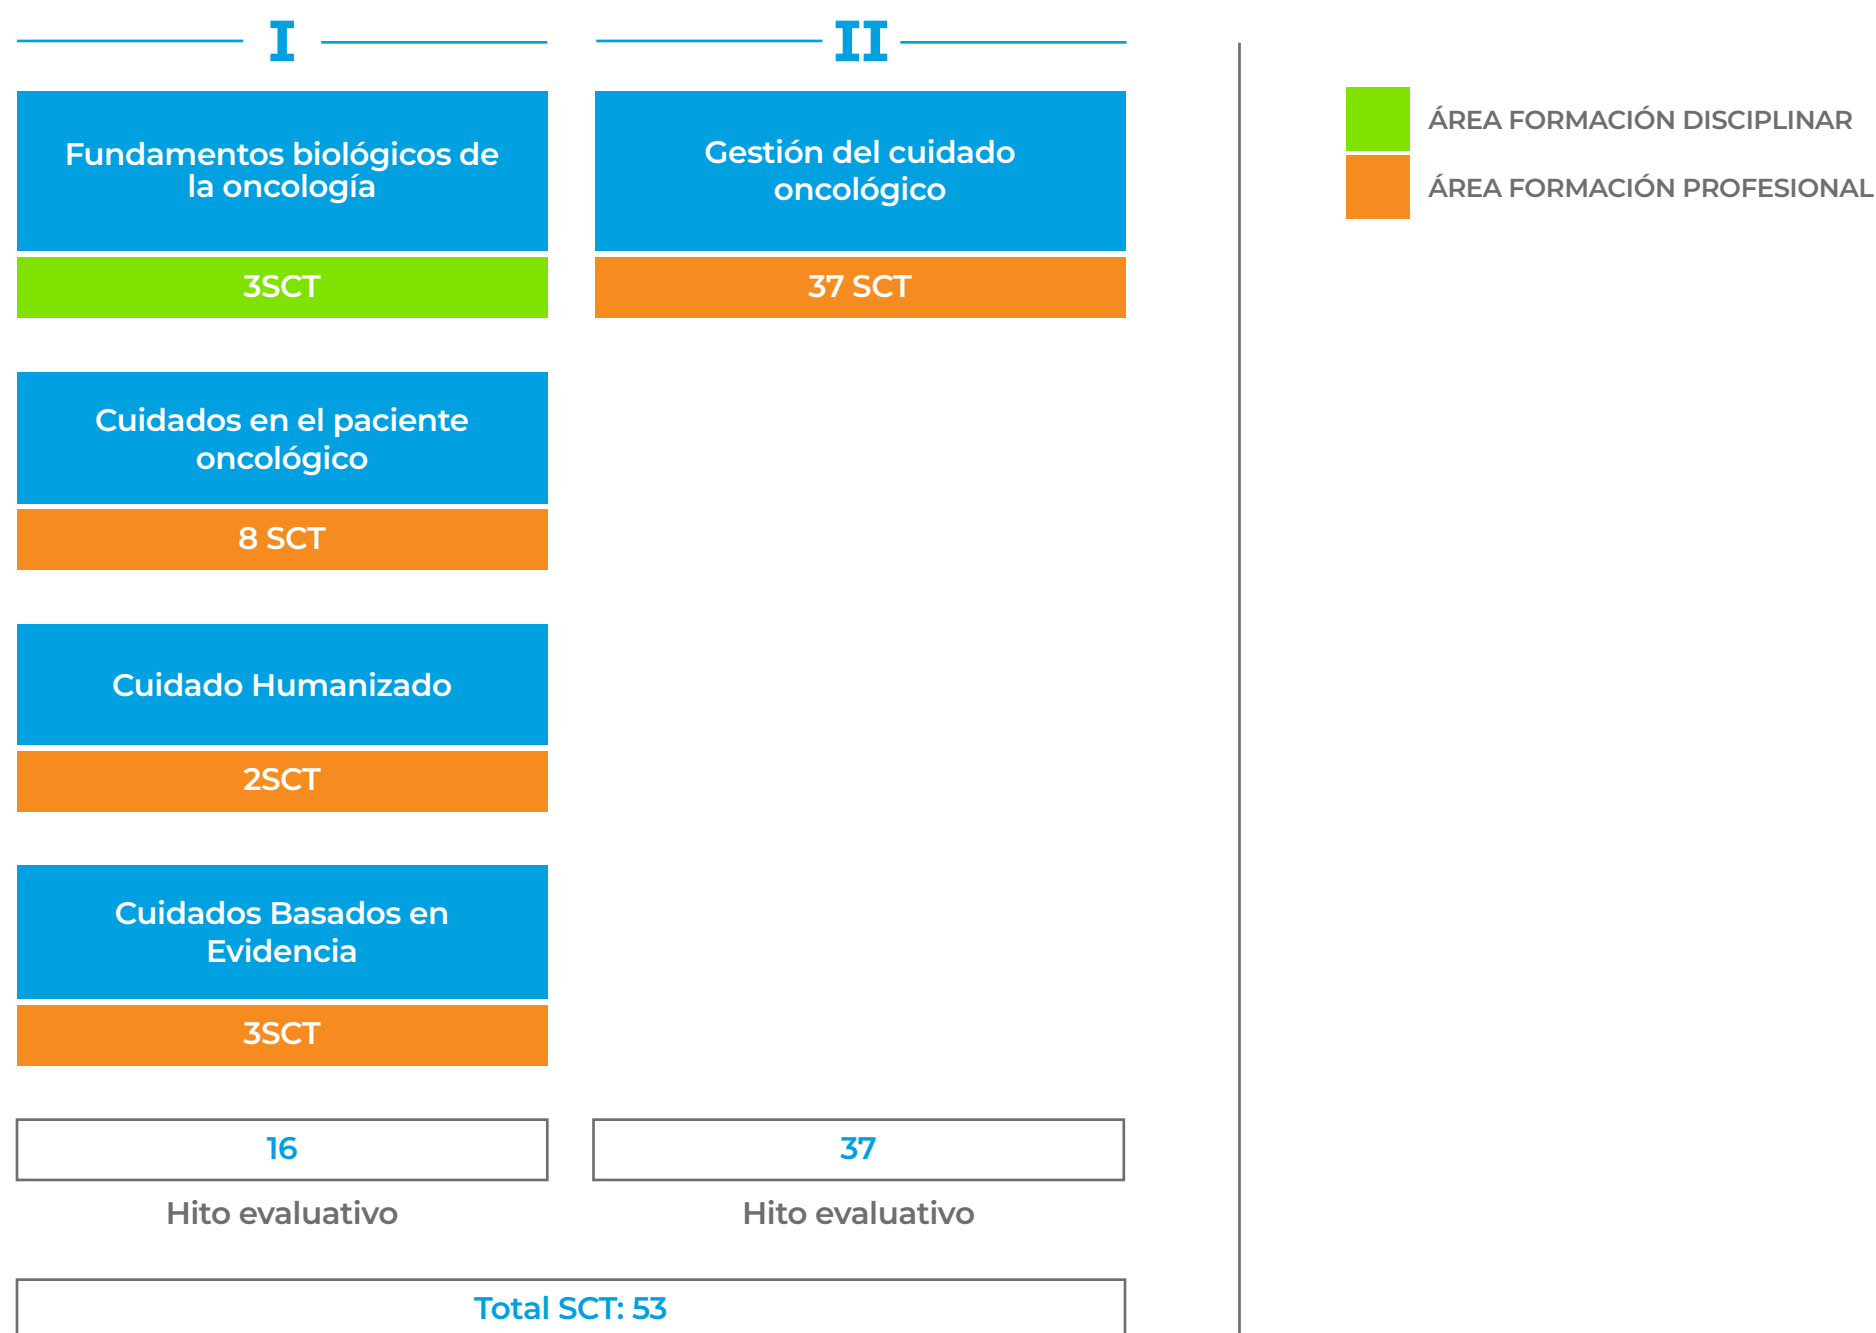 I
II
Fundamentos biológicos de
la oncología
3SCT
Gestión del cuidado
oncológico
37 SCT
Cuidados en el paciente
oncológico
8 SCT
Cuidado Humanizado
2SCT
Cuidados Basados en
Evidencia
3SCT
16
37
Hito evaluativo
Hito evaluativo
Total SCT: 53
ÁREA FORMACIÓN DISCIPLINAR
ÁREA FORMACIÓN PROFESIONAL